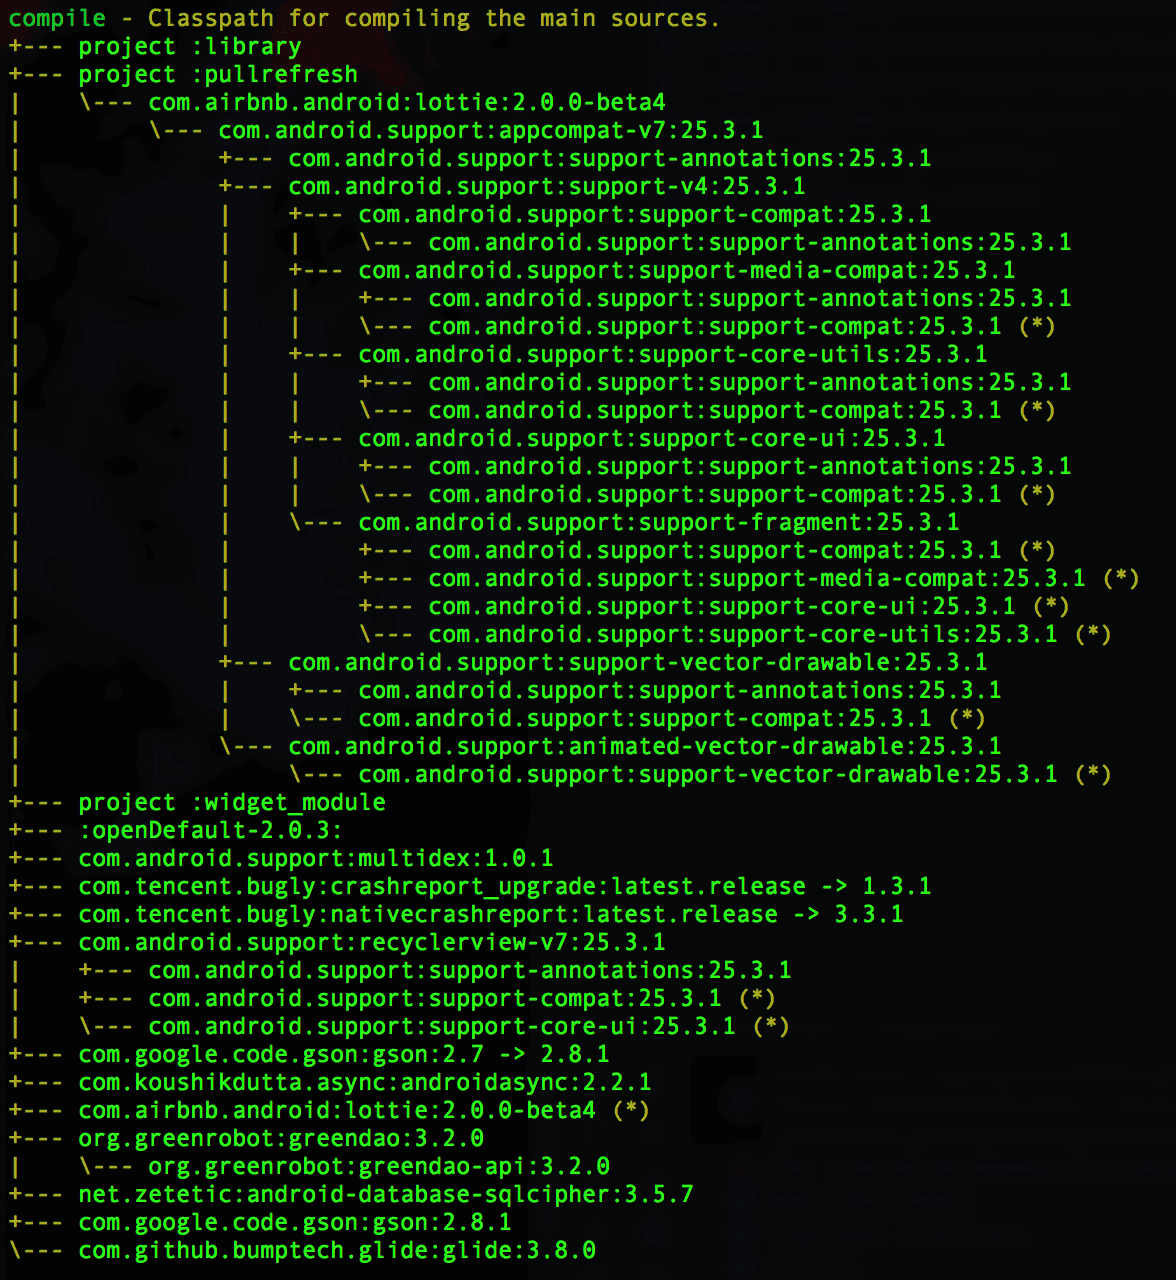 compile - Classpath for compiling the main sources.
+--- project :library
+--- project :pullrefresh
|    \--- com.airbnb.android:lottie:2.0.0-beta4
|         \--- com.android.support:appcompat-v7:25.3.1
|              +--- com.android.support:support-annotations:25.3.1
|              +--- com.android.support:support-v4:25.3.1
|              |    +--- com.android.support:support-compat:25.3.1
|              |    |    \--- com.android.support:support-annotations:25.3.1
|              |    +--- com.android.support:support-media-compat:25.3.1
|              |    |    +--- com.android.support:support-annotations:25.3.1
|              |    |    \--- com.android.support:support-compat:25.3.1 (*)
|              |    +--- com.android.support:support-core-utils:25.3.1
|              |    |    +--- com.android.support:support-annotations:25.3.1
|              |    |    \--- com.android.support:support-compat:25.3.1 (*)
|              |    +--- com.android.support:support-core-ui:25.3.1
|              |    |    +--- com.android.support:support-annotations:25.3.1
|              |    |    \--- com.android.support:support-compat:25.3.1 (*)
|              |    \--- com.android.support:support-fragment:25.3.1
|              |         +--- com.android.support:support-compat:25.3.1 (*)
|              |         +--- com.android.support:support-media-compat:25.3.1 (*)
|              |         +--- com.android.support:support-core-ui:25.3.1 (*)
|              |         \--- com.android.support:support-core-utils:25.3.1 (*)
|              +--- com.android.support:support-vector-drawable:25.3.1
|              |    +--- com.android.support:support-annotations:25.3.1
|              |    \--- com.android.support:support-compat:25.3.1 (*)
|              \--- com.android.support:animated-vector-drawable:25.3.1
|                   \--- com.android.support:support-vector-drawable:25.3.1 (*)
+--- project :widget_module
+--- :openDefault-2.0.3:
+--- com.android.support:multidex:1.0.1
+--- com.tencent.bugly:crashreport_upgrade:latest.release -> 1.3.1
+--- com.tencent.bugly:nativecrashreport:latest.release -> 3.3.1
+--- com.android.support:recyclerview-v7:25.3.1
|    +--- com.android.support:support-annotations:25.3.1
|    +--- com.android.support:support-compat:25.3.1 (*)
|    \--- com.android.support:support-core-ui:25.3.1 (*)
+--- com.google.code.gson:gson:2.7 -> 2.8.1
+--- com.koushikdutta.async:androidasync:2.2.1
+--- com.airbnb.android:lottie:2.0.0-beta4 (*)
+--- org.greenrobot:greendao:3.2.0
|    \--- org.greenrobot:greendao-api:3.2.0
+--- net.zetetic:android-database-sqlcipher:3.5.7
+--- com.google.code.gson:gson:2.8.1
\--- com.github.bumptech.glide:glide:3.8.0